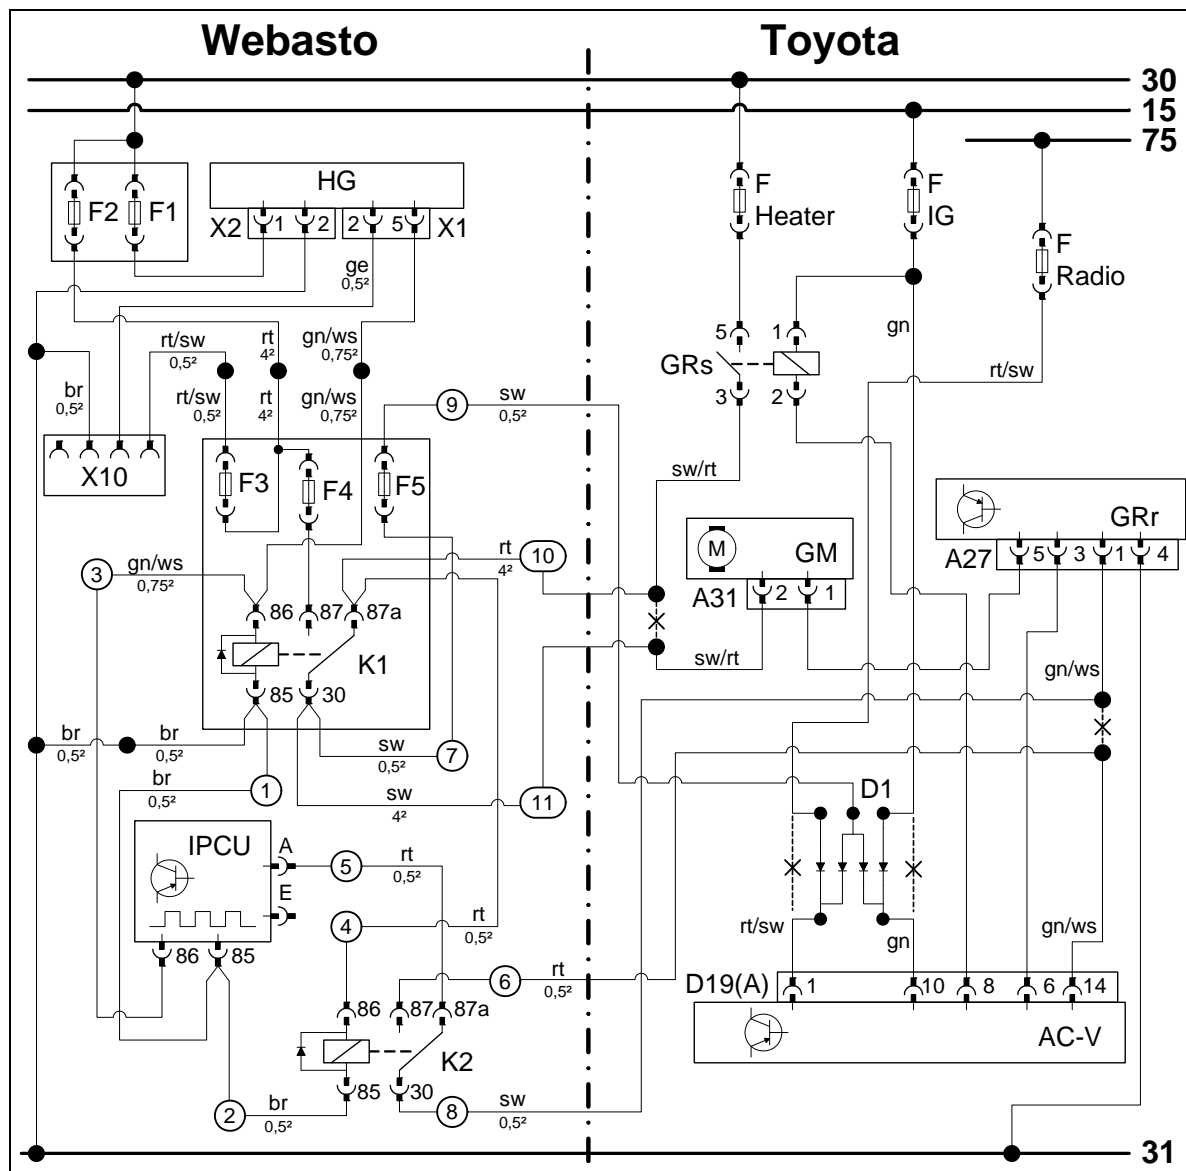 Webasto Toyota
30
15
75
HG
F2 F1
X2 1 2 2 5 X1
ge
0,5²
F
Heater
F
IG
F
Radio
rt/sw
0,5²
rt
4²
gn/ws
0,75²
5 1
GRs
3 2
gn
rt/sw
br
0,5²
rt/sw
0,5²
rt
4²
gn/ws
0,75²
9 sw
0,5²
X10
F3 F4 F5
sw/rt
GRr
A27 5 3 1 4
M GM
A31 2 1
3 gn/ws
0,75²
rt
4²
10
86 87 87a
K1
85 30
sw/rt
gn/ws
br
0,5²
br
0,5²
sw
0,5²
7
br
0,5²
1
sw
4²
11
D1
IPCU A
E
5 rt
0,5²
86 85
4 rt
0,5²
rt/sw gn gn/ws
6 rt
0,5²
D19(A) 1 10 8 6 14
AC-V
86 87 87a
K2
85 30
2 br
0,5²
8 sw
0,5²
31